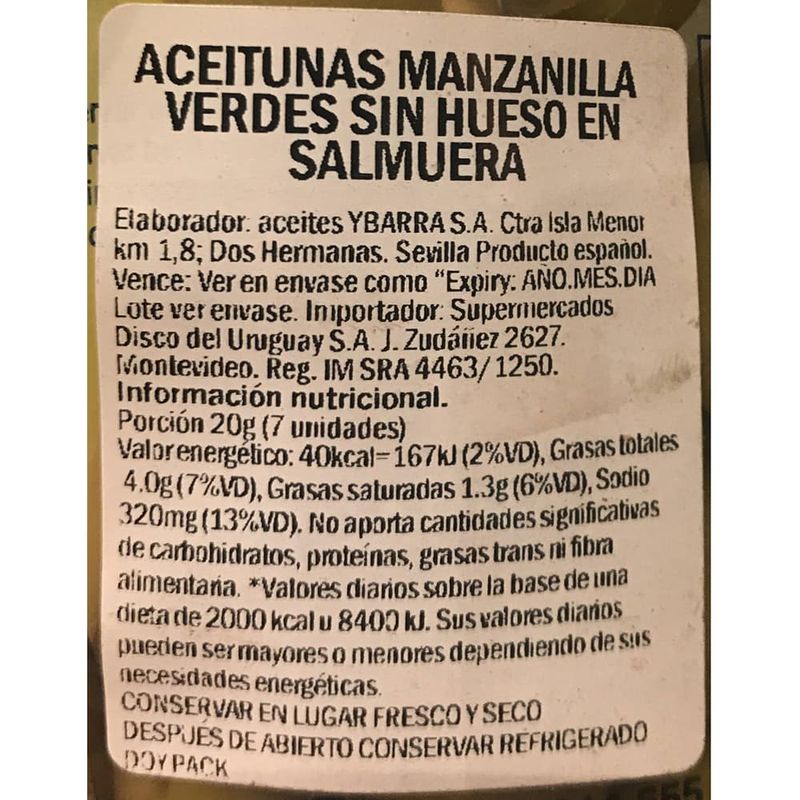 ACEITUNAS MANZANILLA
VERDES SIN HUESO EN
SALMUERA
Elaborador: aceites YBARRA S.A. Ctra Isla Menor
km 1,8; Dos Hermanas. Sevilla Producto español.
Vence: Ver en envase como "Expiry: AÑO.MES.DIA
Lote ver envase. Importador: Supermercados
Disco del Uruguay S.A. J. Zudáñez 2627.
Montevideo. Reg. IM SRA 4463/1250.
Información nutricional.
Porción 20g (7 unidades)
Valor energético: 40kcal=167kJ (2%VD), Grasas totales
4.0g (7%VD), Grasas saturadas 1.3g (6%VD), Sodio
320mg (13%VD). No aporta cantidades significativas
de carbohidratos, proteínas, grasas trans ni fibra
alimentaria. *Valores diarios sobre la base de una
dieta de 2000 kcal u 8400 kJ. Sus valores diarios
pueden ser mayores o menores dependiendo de sus
necesidades energéticas.
CONSERVAR EN LUGAR FRESCO Y SECO
DESPUÉS DE ABIERTO CONSERVAR REFRIGERADO
DOY PACK